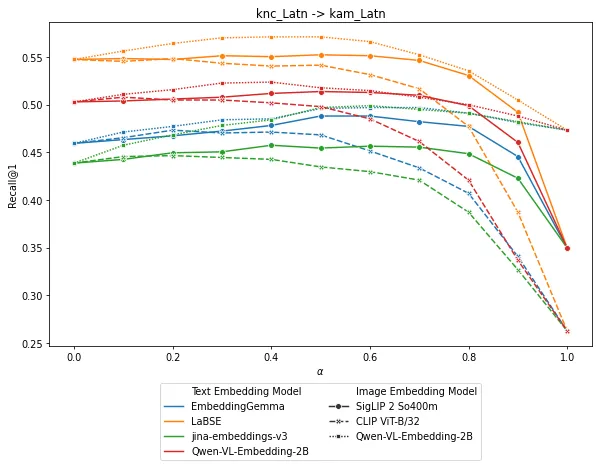 knc_Latn -> kam_Latn
Recall@1
0.55
0.50
0.45
0.40
0.35
0.30
0.25
0.0 0.2 0.4 0.6 0.8 1.0
α
Text Embedding Model
EmbeddingGemma
LaBSE
jina-embeddings-v3
Qwen-VL-Embedding-2B
Image Embedding Model
SigLIP 2 So400m
CLIP ViT-B/32
Qwen-VL-Embedding-2B